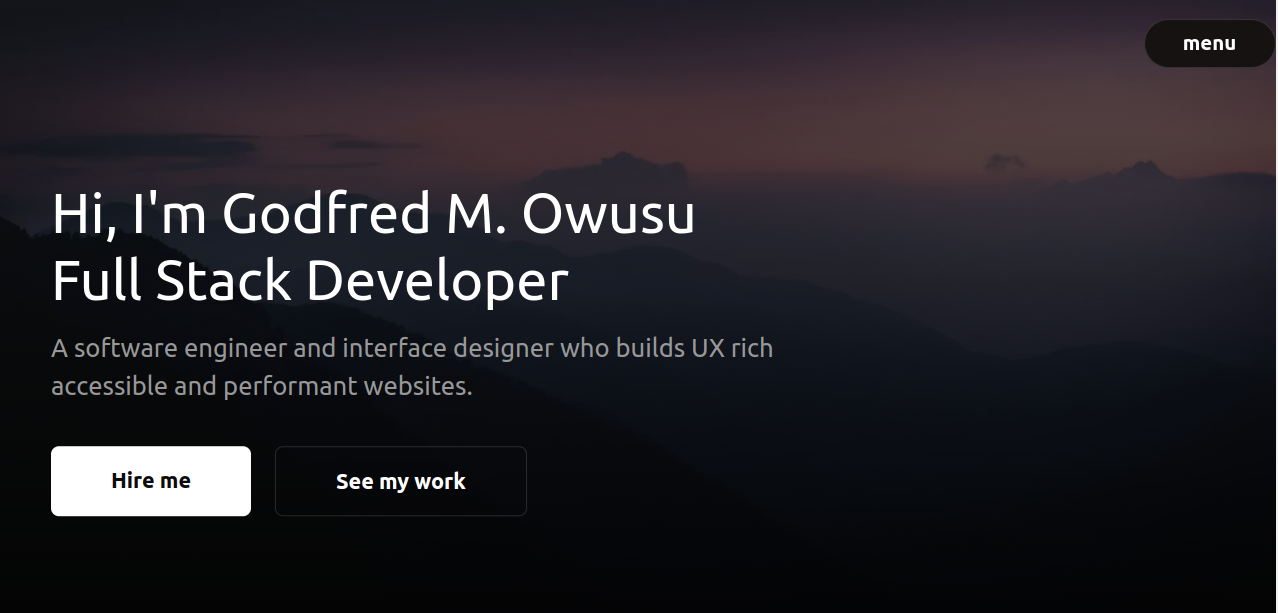 menu
Hi, I'm Godfred M. Owusu
Full Stack Developer
A software engineer and interface designer who builds UX rich
accessible and performant websites.
Hire me
See my work